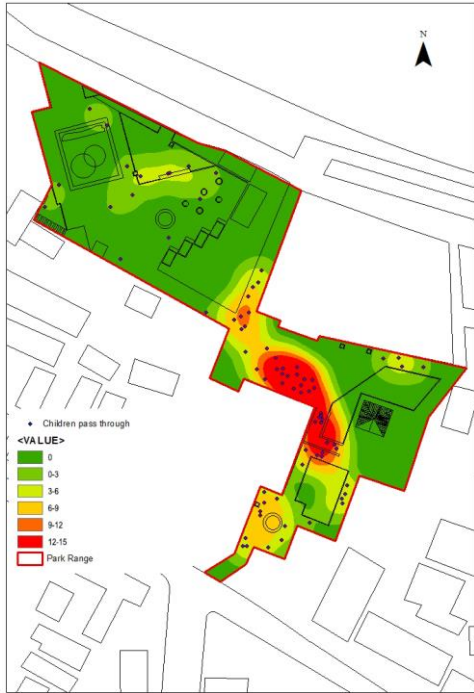 N
Children pass through
<VALUE>
0
0-3
3-6
6-9
9-12
12-15
Park Range